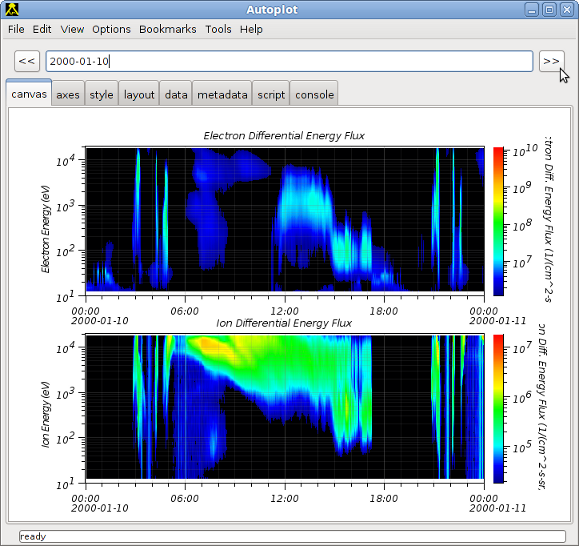 Autoplot
File Edit View Options Bookmarks Tools Help
<< 2000-01-10 >>
canvas axes style layout data metadata script console
Electron Differential Energy Flux
Electron Energy (eV)
10^4
10^3
10^2
10^1
00:00 06:00 12:00 18:00 00:00
2000-01-10 2000-01-11
10^10
10^9
10^8
10^7
tron Diff. Energy Flux (1/(cm^2-s
Ion Differential Energy Flux
Ion Energy (eV)
10^4
10^3
10^2
10^1
00:00 06:00 12:00 18:00 00:00
2000-01-10 2000-01-11
10^7
10^6
10^5
on Diff. Energy Flux (1/(cm^2-s-sr,
ready